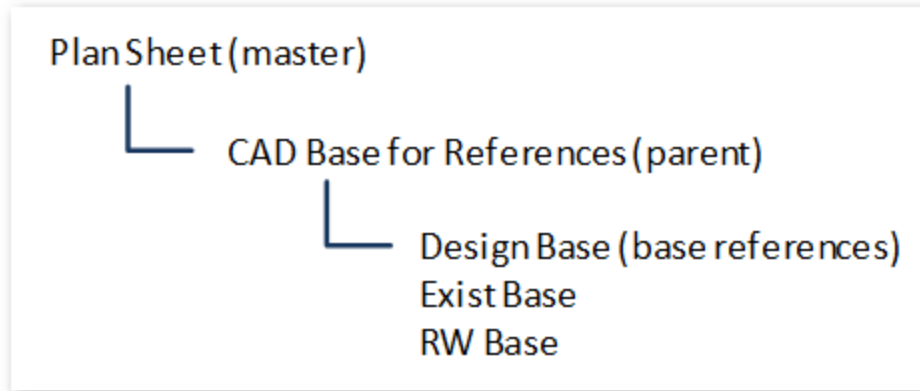 Plan Sheet (master)
CAD Base for References (parent)
Design Base (base references)
Exist Base
RW Base